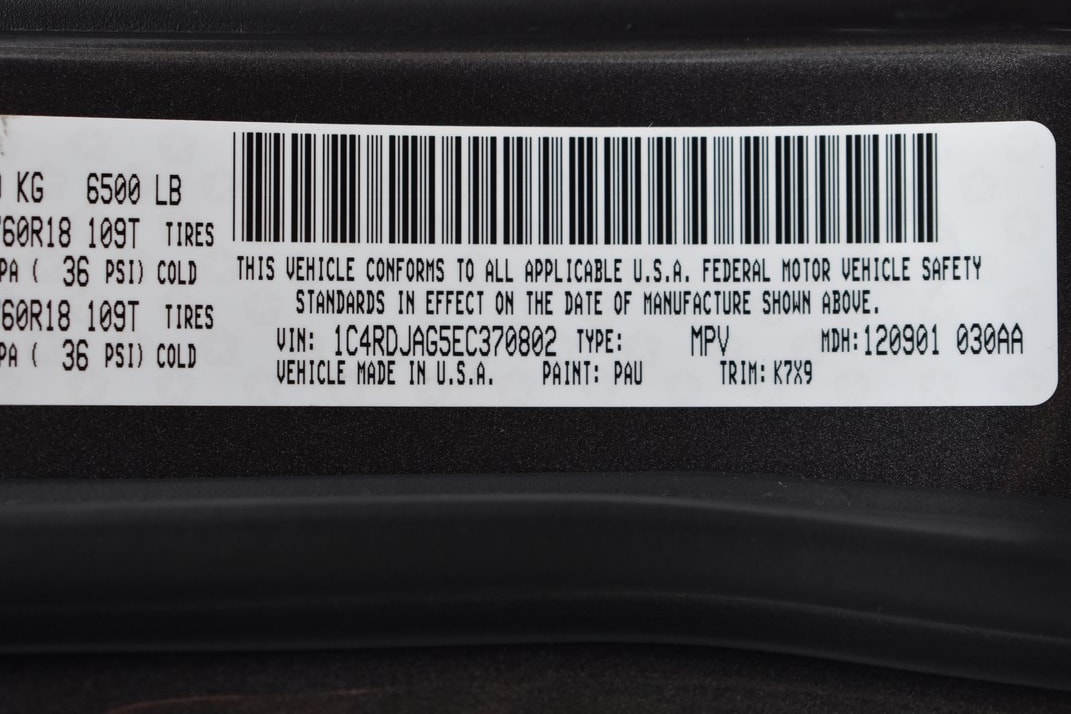 KG 6500 LB
60R18 109T TIRES
PA ( 36 PSI) COLD
60R18 109T TIRES
PA ( 36 PSI) COLD
THIS VEHICLE CONFORMS TO ALL APPLICABLE U.S.A. FEDERAL MOTOR VEHICLE SAFETY
STANDARDS IN EFFECT ON THE DATE OF MANUFACTURE SHOWN ABOVE.
VIN: 1C4RDJAG5EC370802 TYPE: MPV MDH: 120901 030AA
VEHICLE MADE IN U.S.A. PAINT: PAU TRIM: K7X9